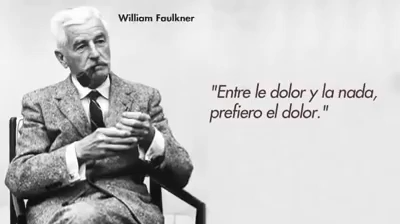 William Faulkner
"Entre le dolor y la nada,
prefiero el dolor."